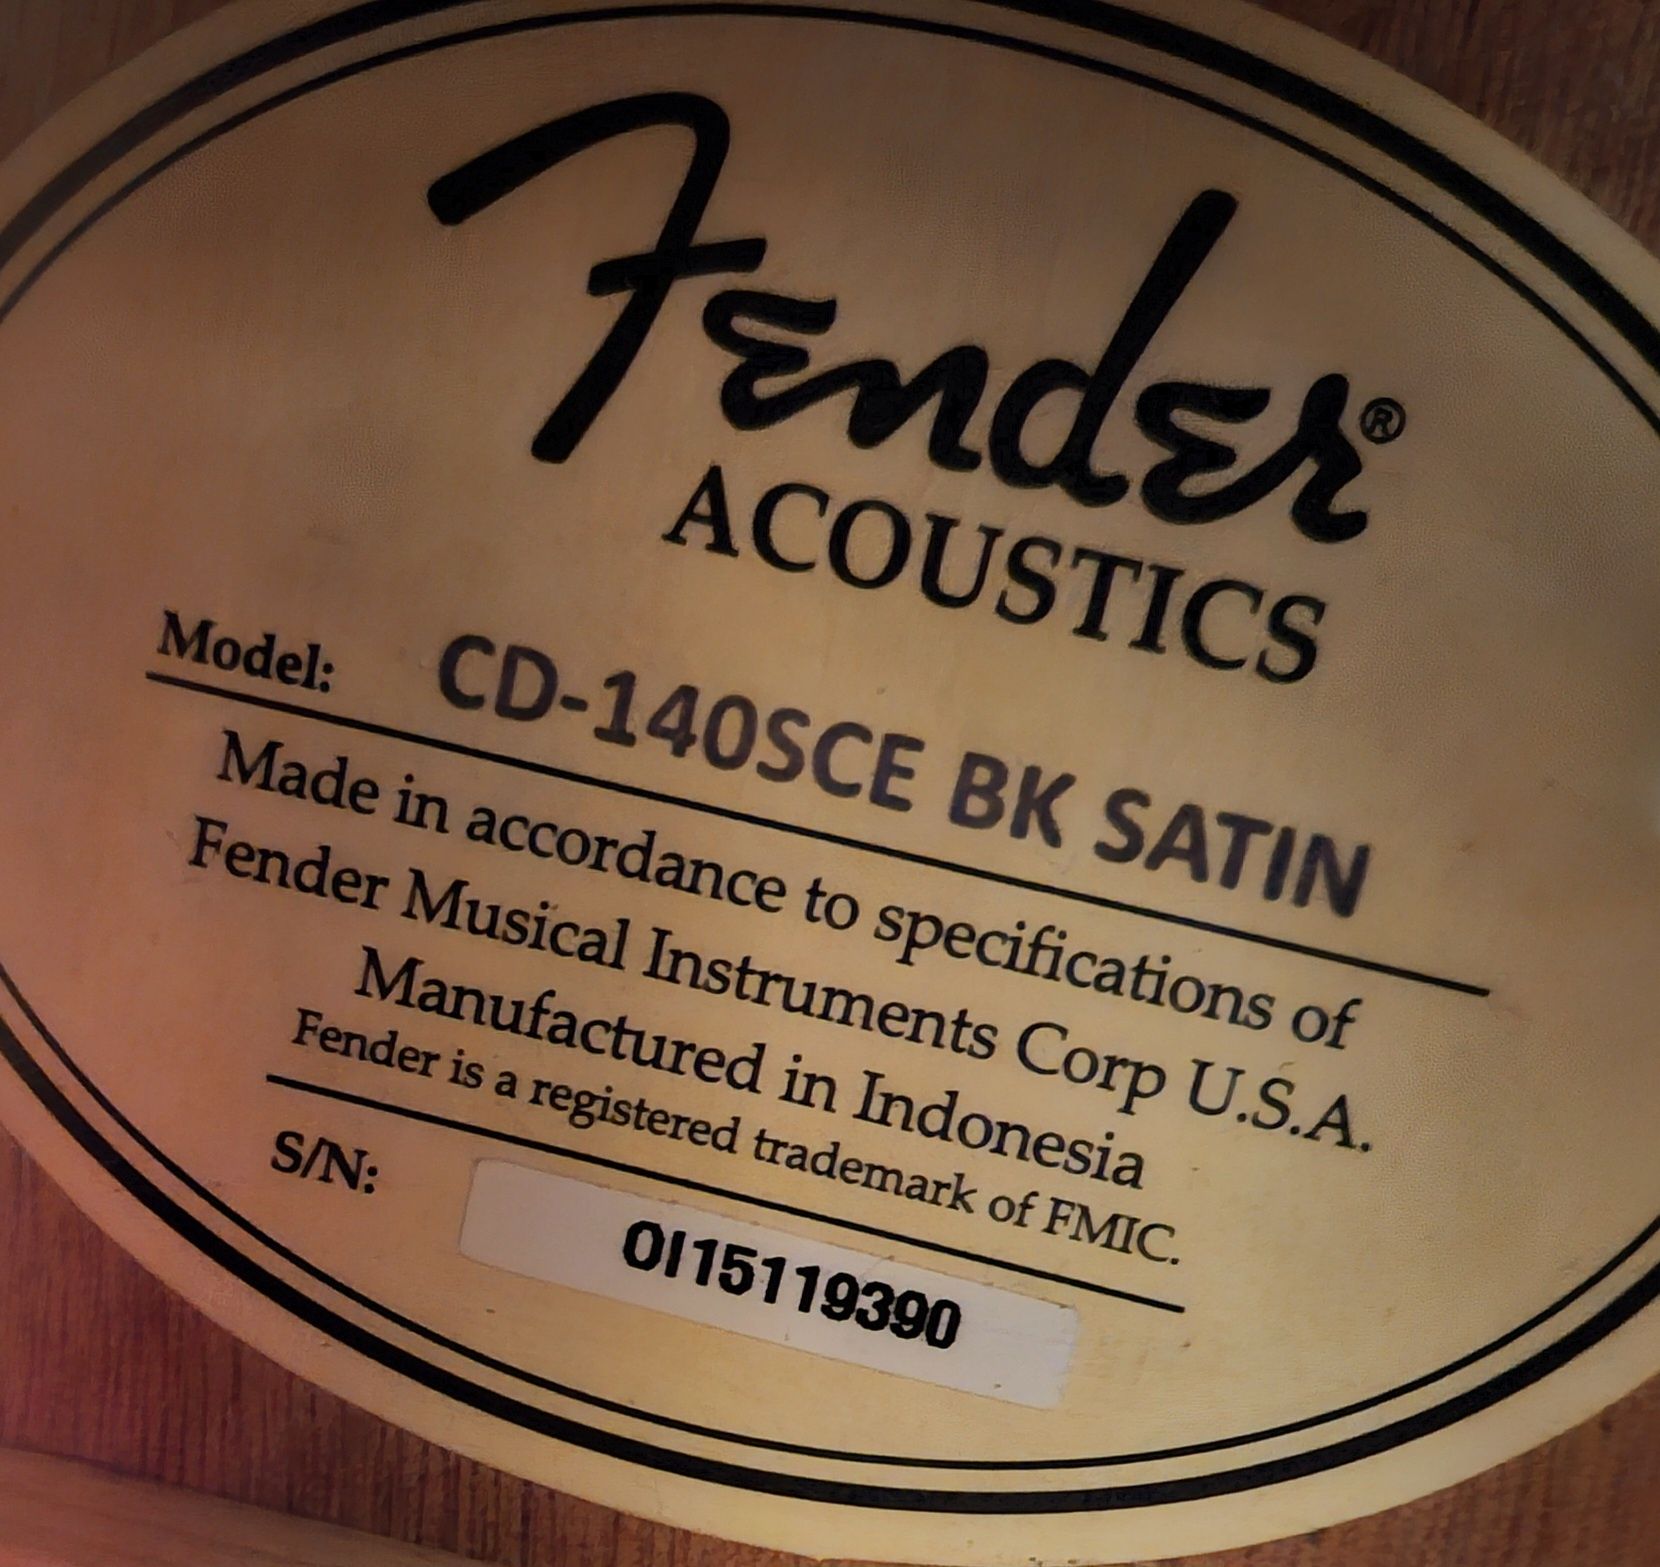 Fender®
ACOUSTICS
Model: CD-140SCE BK SATIN
Made in accordance to specifications of
Fender Musical Instruments Corp U.S.A.
Manufactured in Indonesia
Fender is a registered trademark of FMIC.
S/N: OI15119390